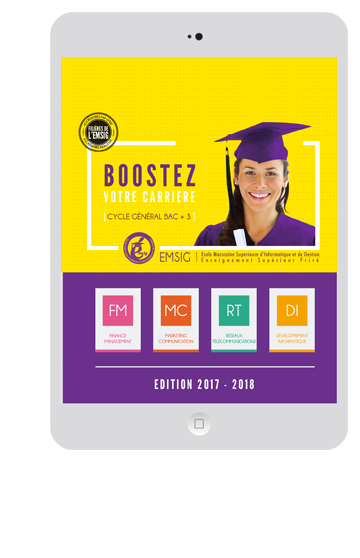 FILIÈRES DE
L'EMSIG
BOOSTEZ
VOTRE CARRIERE
CYCLE GÉNÉRAL BAC + 3
EMSIG
Ecole Marocaine Supérieure d'Informatique et de Gestion
Enseignement Supérieur Privé
FM
FINANCE
MANAGEMENT
MC
MARKETING
COMMUNICATION
RT
RÉSEAUX
TÉLÉCOMMUNICATIONS
DI
DÉVELOPPEMENT
INFORMATIQUE
EDITION 2017 - 2018